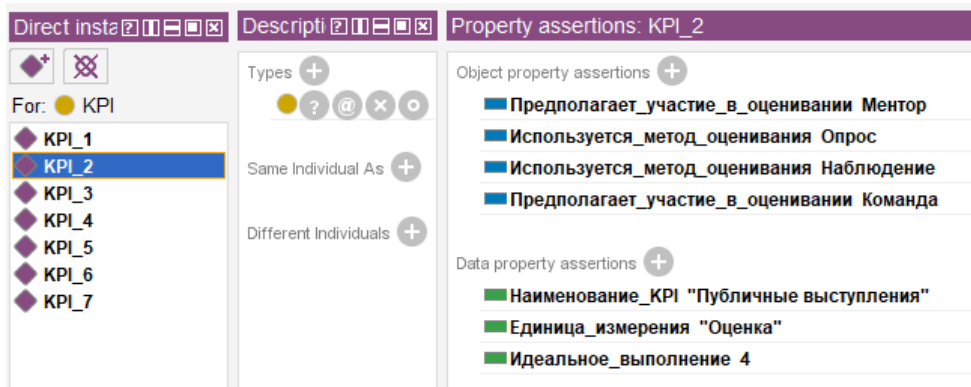 Direct insta
For: KPI
KPI_1
KPI_2
KPI_3
KPI_4
KPI_5
KPI_6
KPI_7
Descripti
Types
Same Individual As
Different Individuals
Property assertions: KPI_2
Object property assertions
Предполагает_участие_в_оценивании Ментор
Используется_метод_оценивания Опрос
Используется_метод_оценивания Наблюдение
Предполагает_участие_в_оценивании Команда
Data property assertions
Наименование_KPI "Публичные выступления"
Единица_измерения "Оценка"
Идеальное_выполнение 4